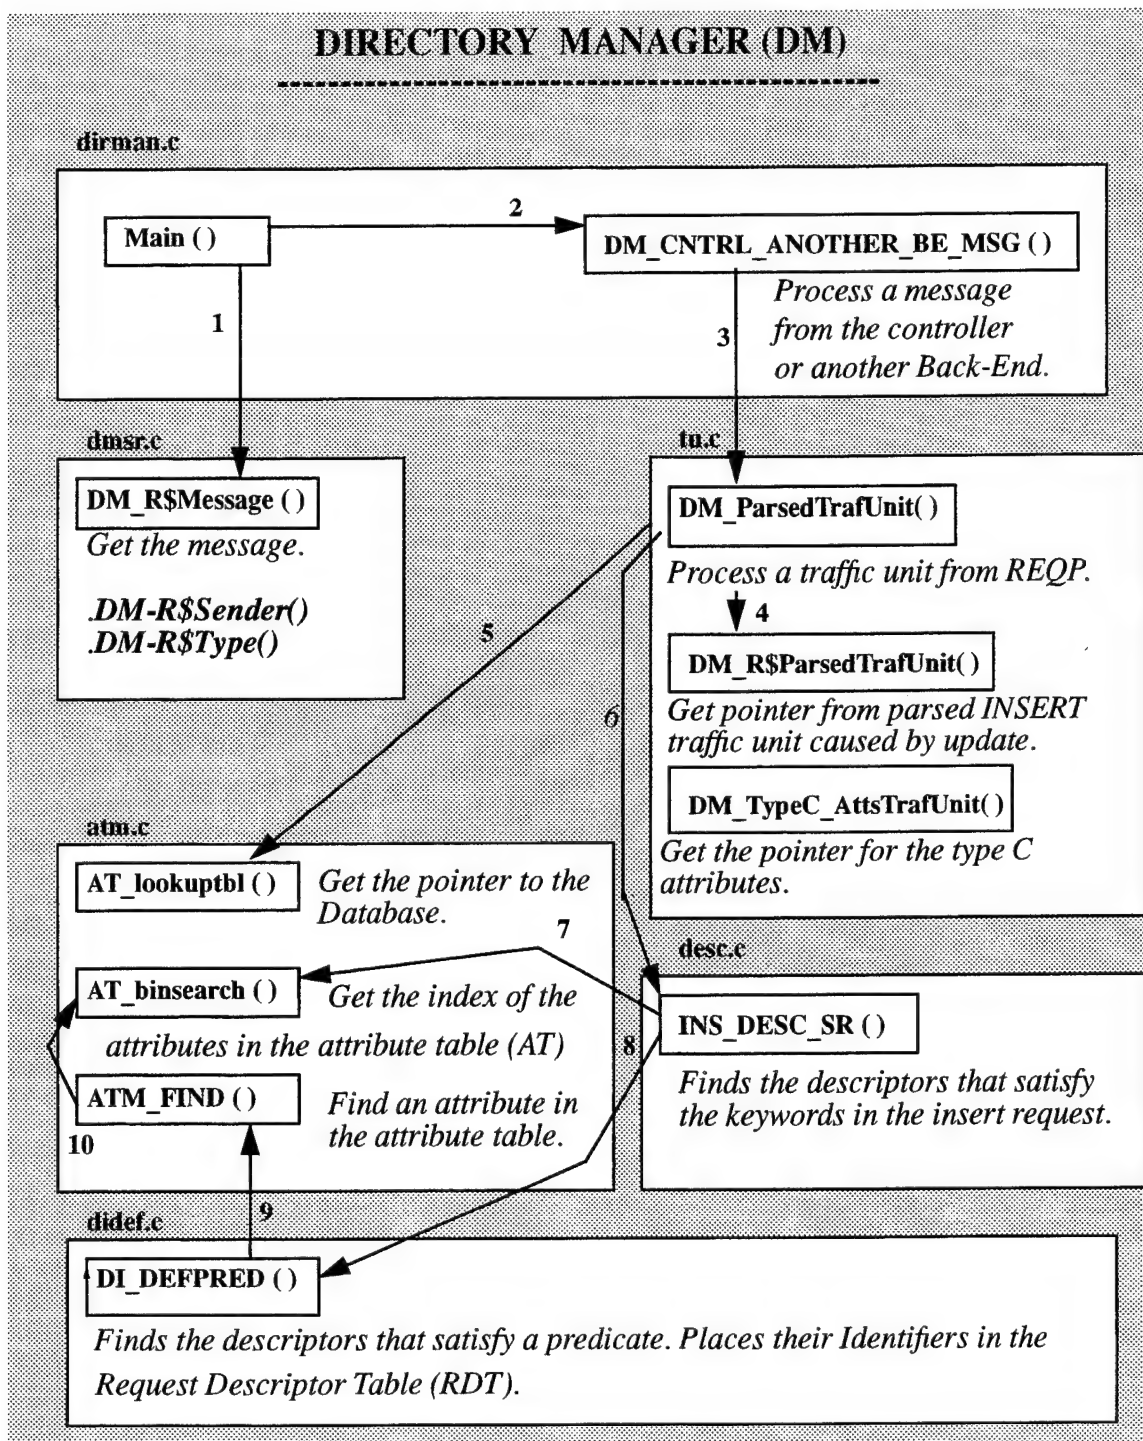 DIRECTORY MANAGER (DM)
dirman.c
Main ( )
2
DM_CNTRL_ANOTHER_BE_MSG ( )
Process a message
from the controller
or another Back-End.
1
3
dmsr.c
DM_R$Message ( )
Get the message.
.DM-R$Sender()
.DM-R$Type()
tu.c
DM_ParsedTrafUnit( )
Process a traffic unit from REQP.
4
DM_R$ParsedTrafUnit( )
Get pointer from parsed INSERT
traffic unit caused by update.
DM_TypeC_AttsTrafUnit( )
Get the pointer for the type C
attributes.
5
6
atm.c
AT_lookuptbl ( )
Get the pointer to the
Database.
7
AT_binsearch ( )
Get the index of the
attributes in the attribute table (AT)
ATM_FIND ( )
Find an attribute in
the attribute table.
10
desc.c
INS_DESC_SR ( )
8
Finds the descriptors that satisfy
the keywords in the insert request.
9
didef.c
DI_DEFPRED ( )
Finds the descriptors that satisfy a predicate. Places their Identifiers in the
Request Descriptor Table (RDT).